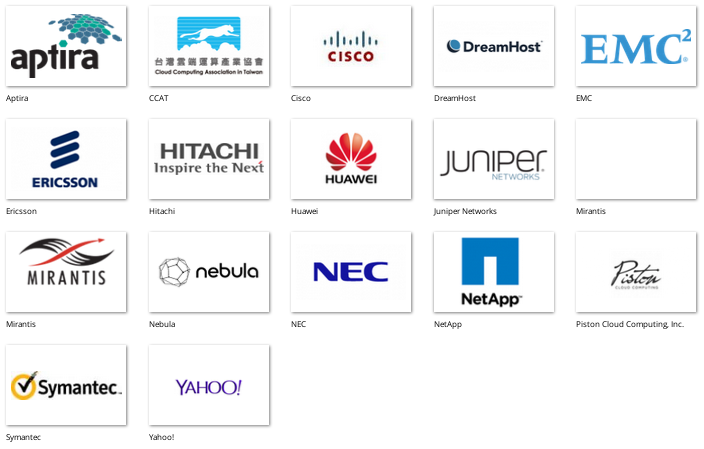 aptira
台灣雲端運算產業協會
Cloud Computing Association in Taiwan
CISCO
DreamHost
EMC²
Aptira
CCAT
Cisco
DreamHost
EMC
ERICSSON
HITACHI
Inspire the Next
HUAWEI
JUNIPER
NETWORKS
Ericsson
Hitachi
Huawei
Juniper Networks
Mirantis
MIRANTIS
nebula
NEC
NetApp™
Piston
CLOUD COMPUTING
Mirantis
Nebula
NEC
NetApp
Piston Cloud Computing, Inc.
Symantec™
YAHOO!
Symantec
Yahoo!